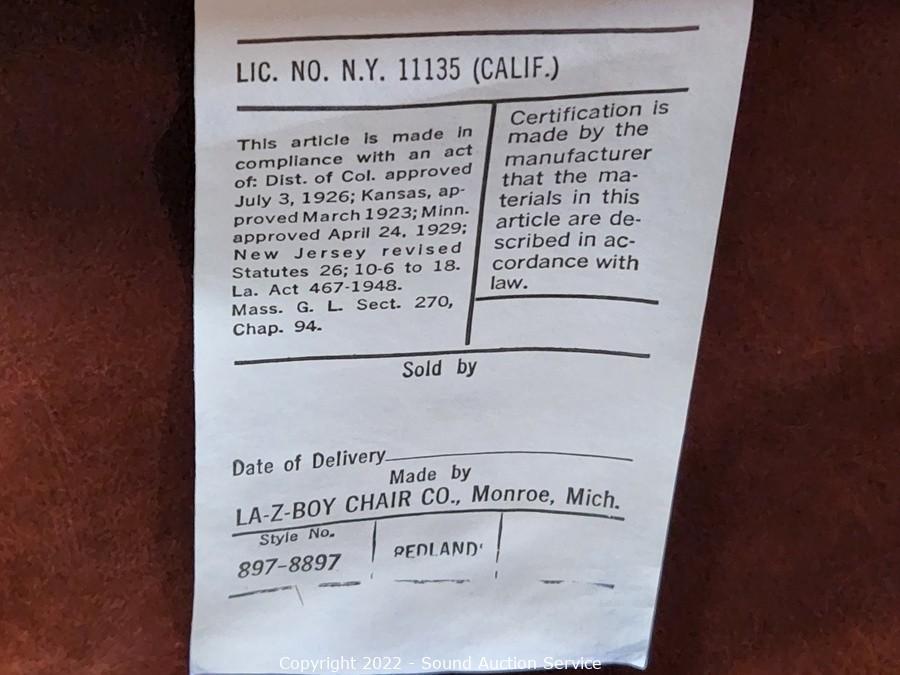 LIC. NO. N.Y. 11135 (CALIF.)
This article is made in
compliance with an act
of: Dist. of Col. approved
July 3, 1926; Kansas, ap-
proved March 1923; Minn.
approved April 24, 1929;
New Jersey revised
Statutes 26; 10-6 to 18.
La. Act 467-1948.
Mass. G. L. Sect. 270,
Chap. 94.
Certification is
made by the
manufacturer
that the ma-
terials in this
article are de-
scribed in ac-
cordance with
law.
Sold by
Date of Delivery
Made by
LA-Z-BOY CHAIR CO., Monroe, Mich.
Style No.
897-8897
REDLAND'
Copyright 2022 - Sound Auction Service